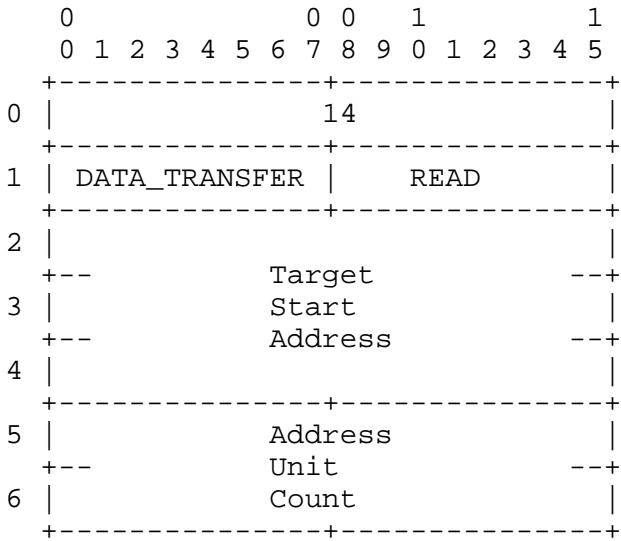 0 0 0 1 1
0 1 2 3 4 5 6 7 8 9 0 1 2 3 4 5
+---------------+---------------+
0 | 14 |
+---------------+---------------+
1 | DATA_TRANSFER | READ |
+---------------+---------------+
2 | |
+-- Target --+
3 | Start |
+-- Address --+
4 | |
+---------------+---------------+
5 | Address |
+-- Unit --+
6 | Count |
+---------------+---------------+